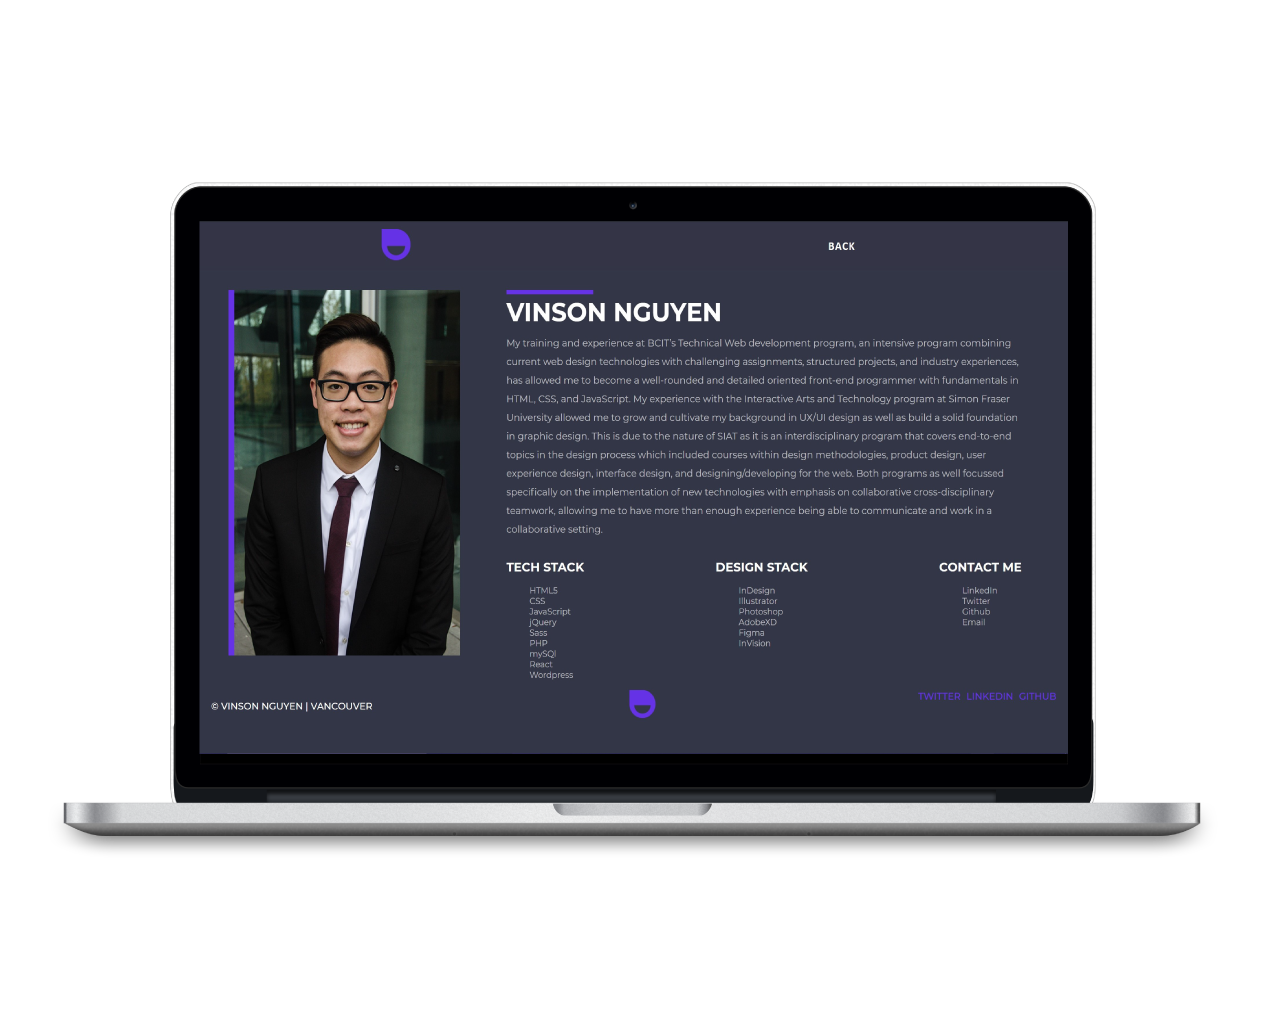 BACK
VINSON NGUYEN
My training and experience at BCIT's Technical Web development program, an intensive program combining
current web design technologies with challenging assignments, structured projects, and industry experiences,
has allowed me to become a well-rounded and detailed oriented front-end programmer with fundamentals in
HTML, CSS, and JavaScript. My experience with the Interactive Arts and Technology program at Simon Fraser
University allowed me to grow and cultivate my background in UX/UI design as well as build a solid foundation
in graphic design. This is due to the nature of SIAT as it is an interdisciplinary program that covers end-to-end
topics in the design process which included courses within design methodologies, product design, user
experience design, interface design, and designing/developing for the web. Both programs as well focussed
specifically on the implementation of new technologies with emphasis on collaborative cross-disciplinary
teamwork, allowing me to have more than enough experience being able to communicate and work in a
collaborative setting.
TECH STACK
HTML5
CSS
JavaScript
jQuery
Sass
PHP
mySQl
React
Wordpress
DESIGN STACK
InDesign
Illustrator
Photoshop
AdobeXD
Figma
InVision
CONTACT ME
LinkedIn
Twitter
Github
Email
© VINSON NGUYEN | VANCOUVER
TWITTER LINKEDIN GITHUB